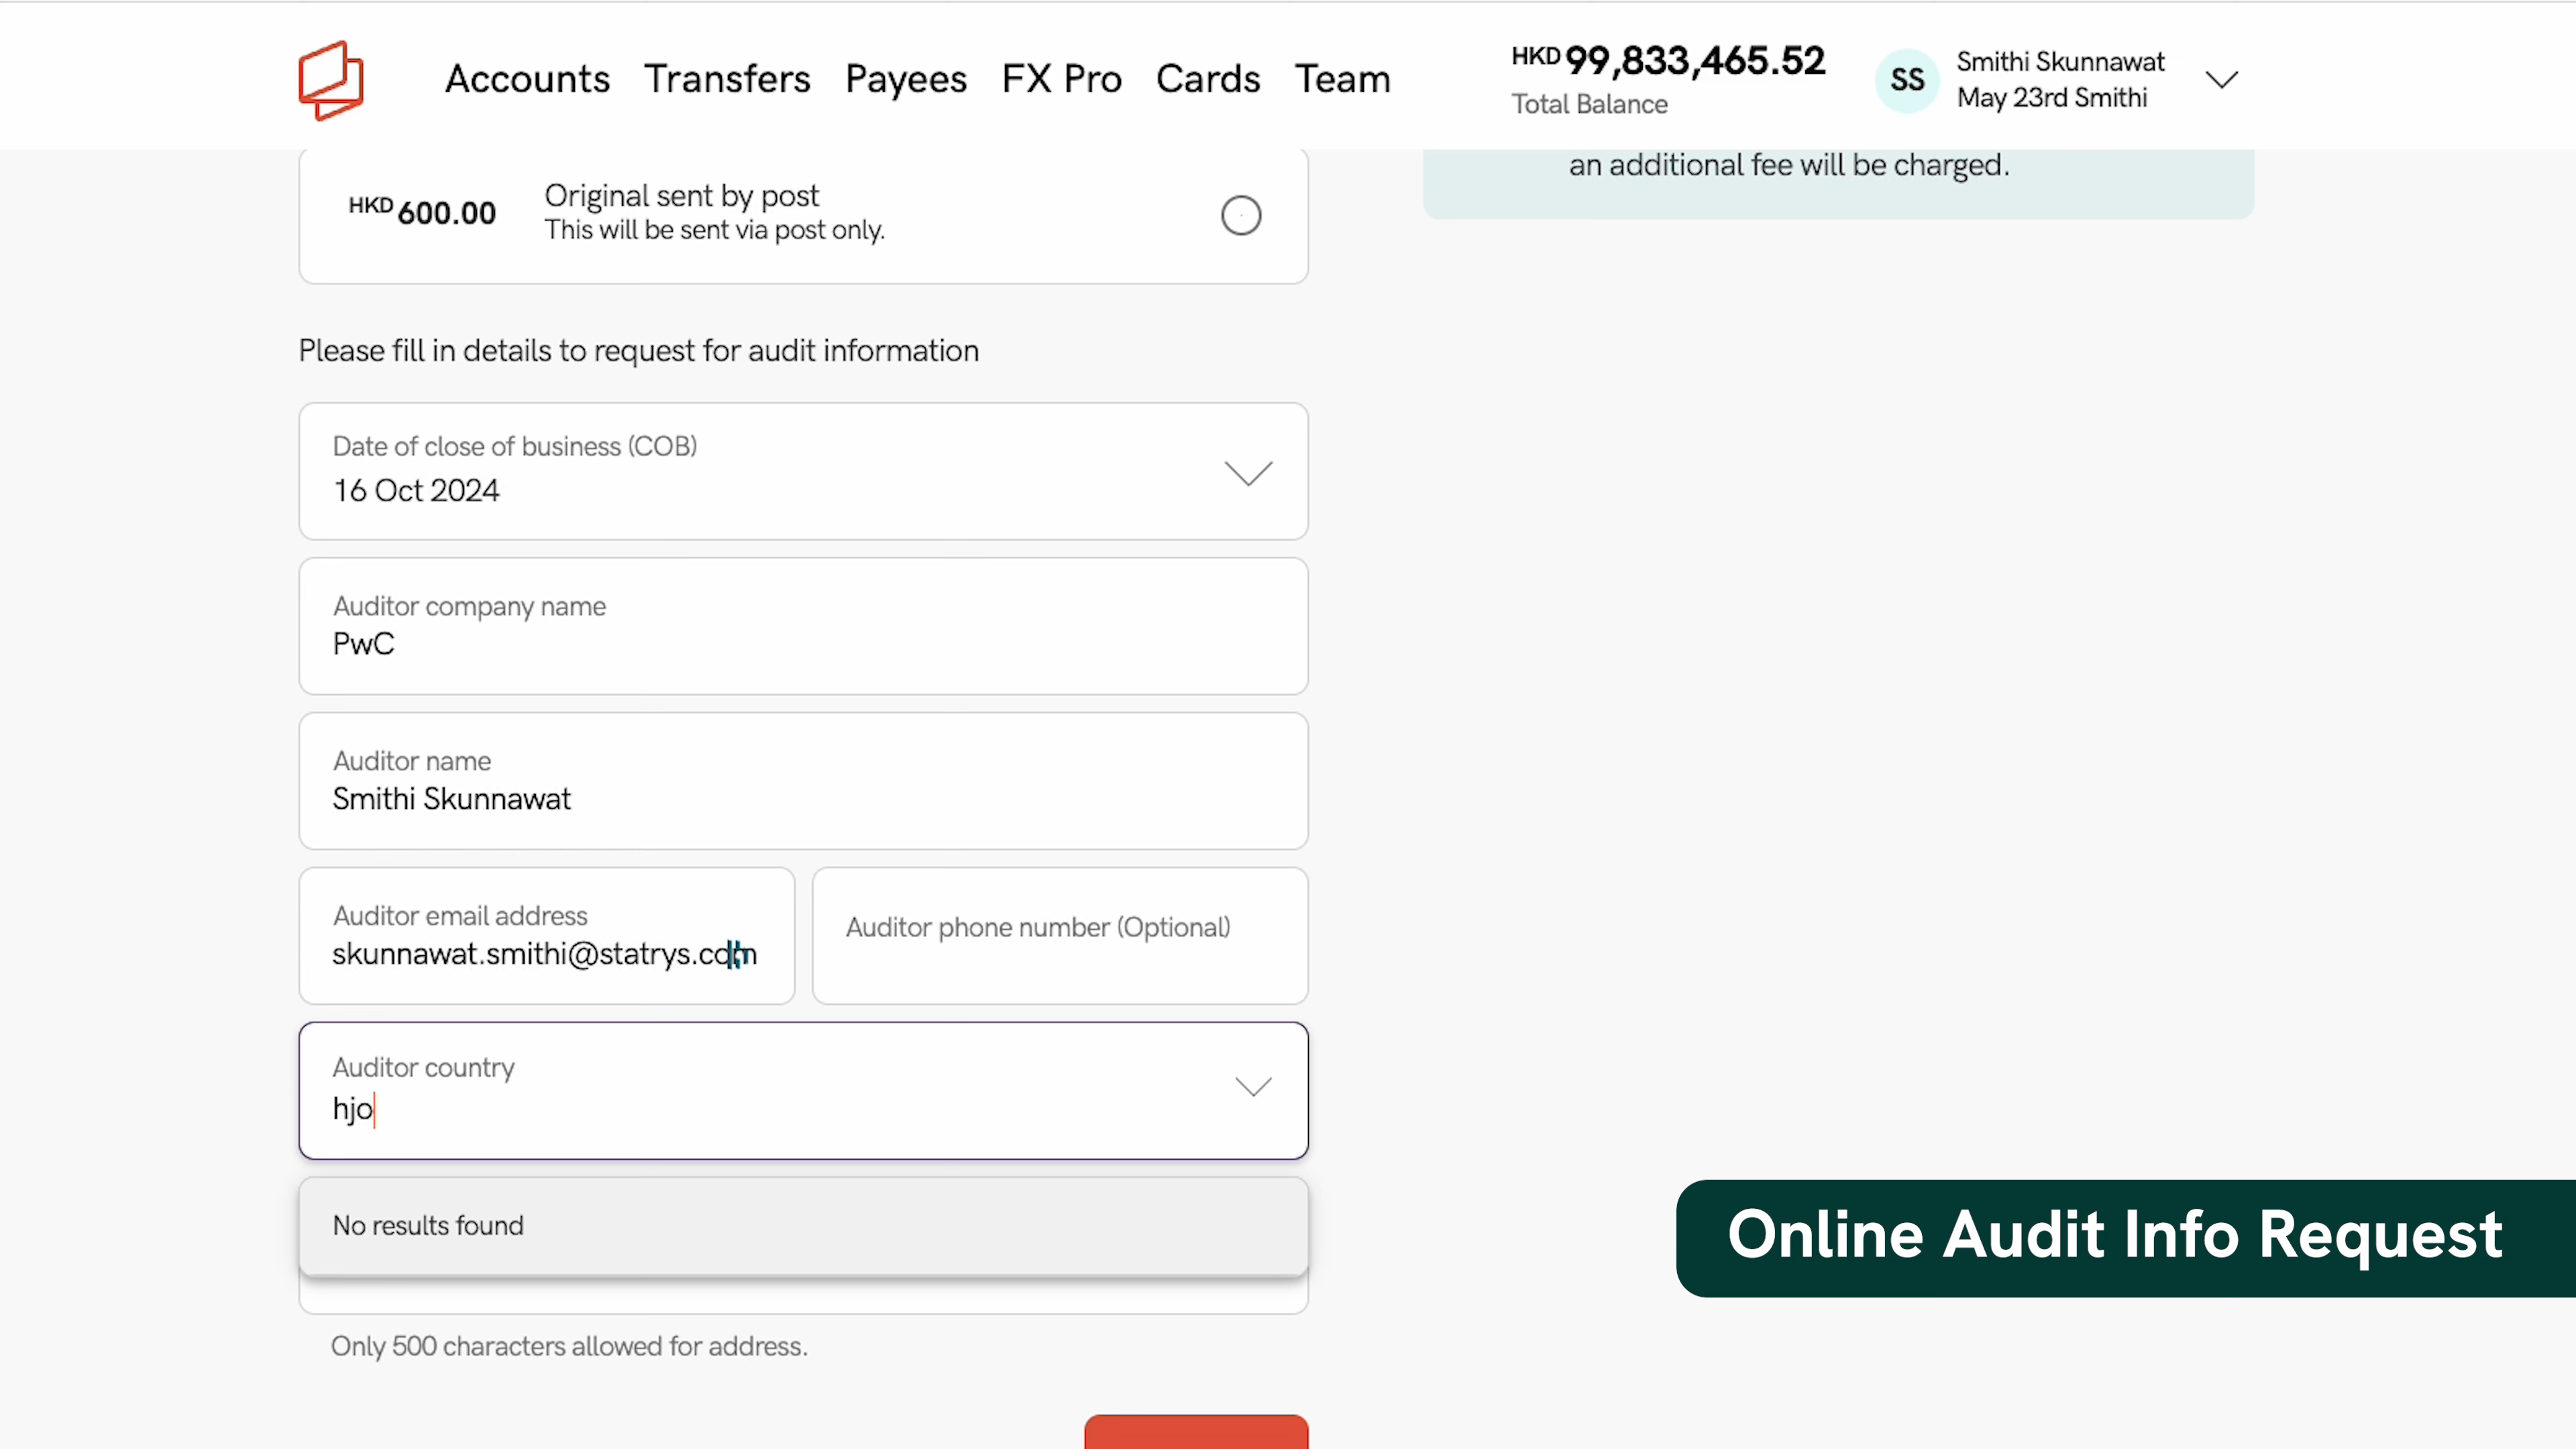 Accounts Transfers Payees FX Pro Cards Team
HKD 99,833,465.52
Total Balance
SS
Smithi Skunnawat
May 23rd Smithi
an additional fee will be charged.
HKD 600.00
Original sent by post
This will be sent via post only.
Please fill in details to request for audit information
Date of close of business (COB)
16 Oct 2024
Auditor company name
PwC
Auditor name
Smithi Skunnawat
Auditor email address
skunnawat.smithi@statrys.com
Auditor phone number (Optional)
Auditor country
hjo
No results found
Only 500 characters allowed for address.
Online Audit Info Request